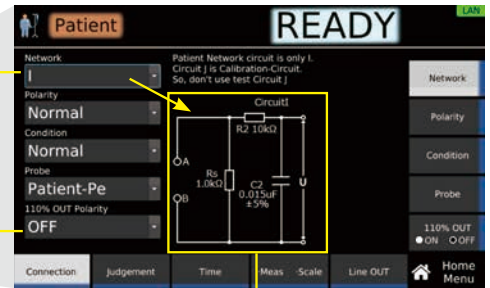 Patient
READY
LAN
Network
I
Patient Network circuit is only I.
Circuit J is Calibration-Circuit.
So, don't use test Circuit J
Polarity
Normal
Condition
Normal
Probe
Patient-Pe
110% OUT Polarity
OFF
CircuitI
R2 10kΩ
A
B
Rs
1.0kΩ
C2
0.015uF
±5%
U
Network
Polarity
Condition
Probe
110% OUT
ON OFF
Connection
Judgement
Time
Meas Scale
Line OUT
Home
Menu